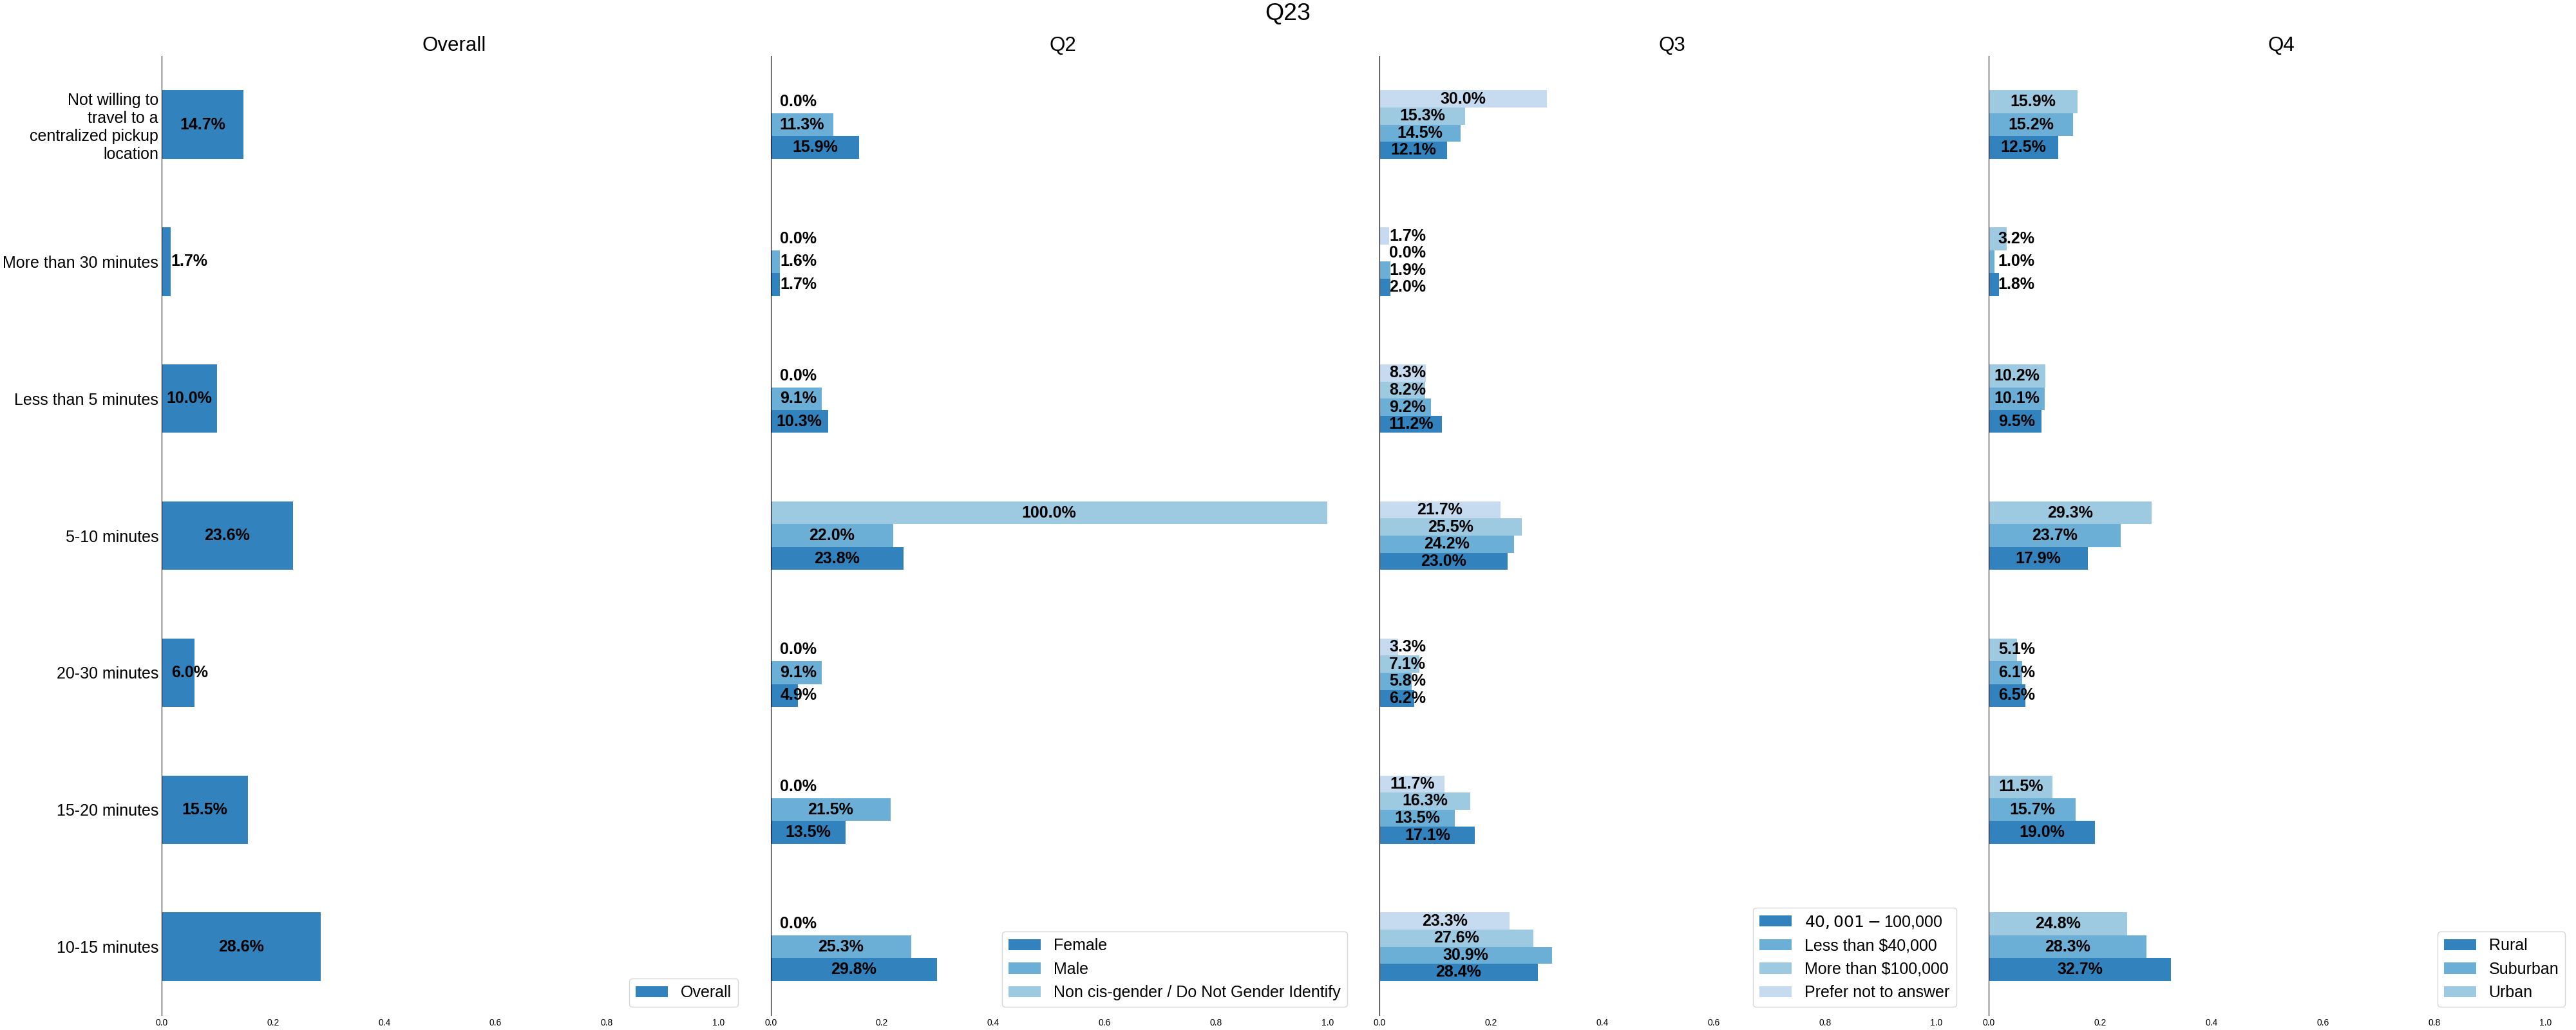 Q23
Overall
Q2
Q3
Q4
Not willing to
travel to a
centralized pickup
location
14.7%
0.0%
11.3%
15.9%
30.0%
15.3%
14.5%
12.1%
15.9%
15.2%
12.5%
More than 30 minutes
1.7%
0.0%
1.6%
1.7%
1.7%
0.0%
1.9%
2.0%
3.2%
1.0%
1.8%
Less than 5 minutes
10.0%
0.0%
9.1%
10.3%
8.3%
8.2%
9.2%
11.2%
10.2%
10.1%
9.5%
5-10 minutes
23.6%
100.0%
22.0%
23.8%
21.7%
25.5%
24.2%
23.0%
29.3%
23.7%
17.9%
20-30 minutes
6.0%
0.0%
9.1%
4.9%
3.3%
7.1%
5.8%
6.2%
5.1%
6.1%
6.5%
15-20 minutes
15.5%
0.0%
21.5%
13.5%
11.7%
16.3%
13.5%
17.1%
11.5%
15.7%
19.0%
10-15 minutes
28.6%
0.0%
25.3%
29.8%
23.3%
27.6%
30.9%
28.4%
24.8%
28.3%
32.7%
Overall
Female
Male
Non cis-gender / Do Not Gender Identify
40,001-100,000
Less than $40,000
More than $100,000
Prefer not to answer
Rural
Suburban
Urban
0.0 0.2 0.4 0.6 0.8 1.0
0.0 0.2 0.4 0.6 0.8 1.0
0.0 0.2 0.4 0.6 0.8 1.0
0.0 0.2 0.4 0.6 0.8 1.0